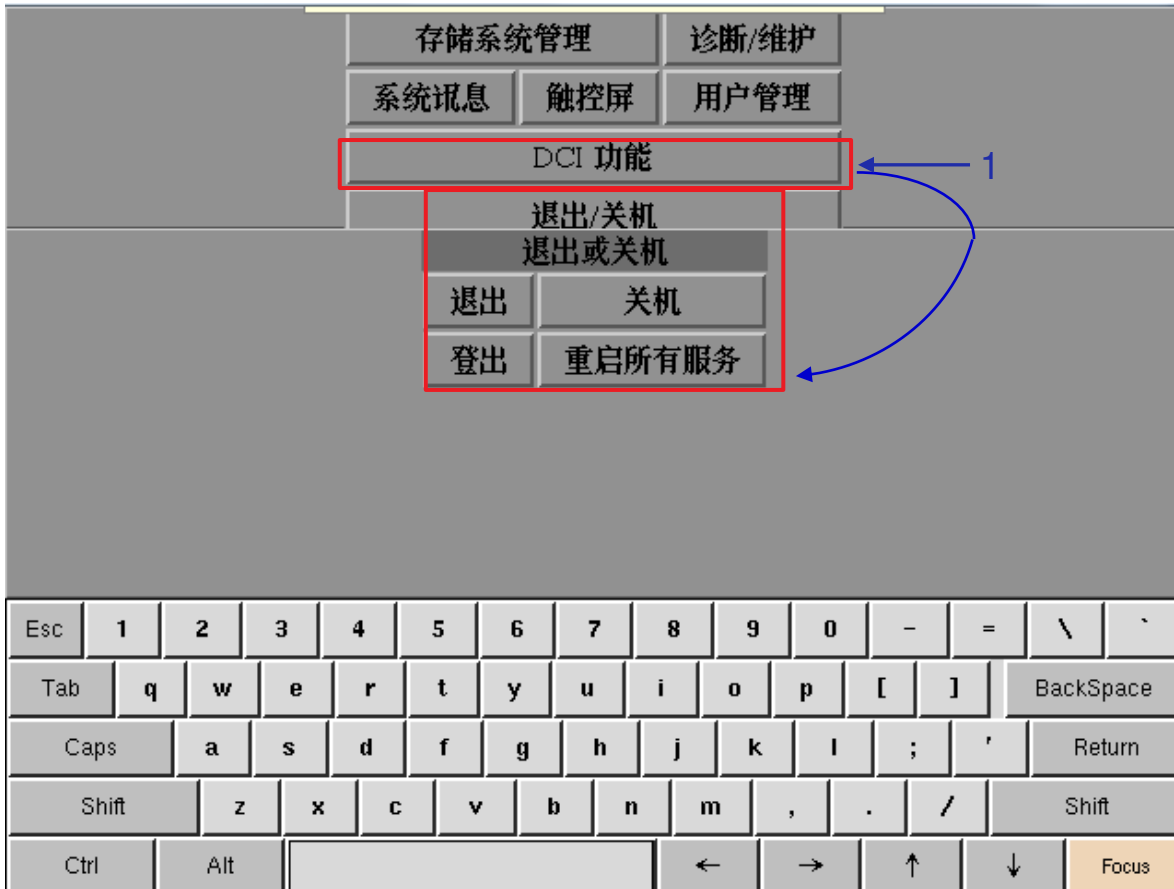 存储系统管理 诊断/维护
系统讯息 触控屏 用户管理
DCI 功能
1
退出/关机
退出或关机
退出 关机
登出 重启所有服务
Esc 1 2 3 4 5 6 7 8 9 0 - = \ `
Tab q w e r t y u i o p [ ] BackSpace
Caps a s d f g h j k l ; ' Return
Shift z x c v b n m , . / Shift
Ctrl Alt ← → ↑ ↓ Focus